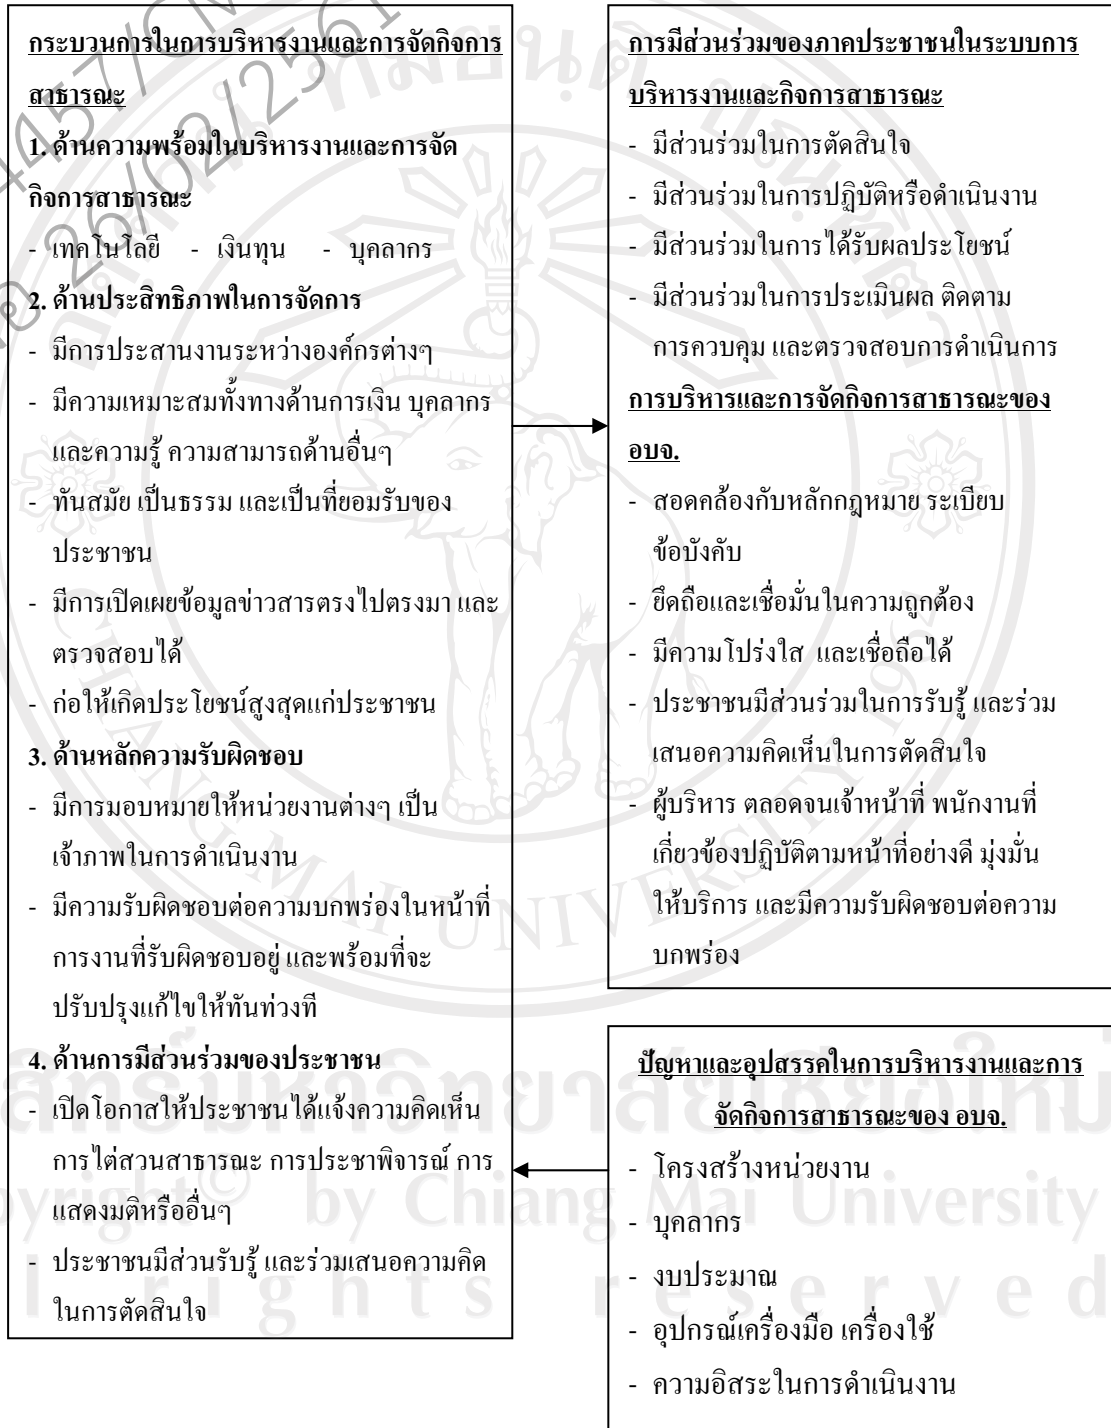 กระบวนการในการบริหารงานและการจัดกิจการ
สาธารณะ
1. ด้านความพร้อมในบริหารงานและการจัด
กิจการสาธารณะ
- เทคโนโลยี - เงินทุน - บุคลากร
2. ด้านประสิทธิภาพในการจัดการ
- มีการประสานงานระหว่างองค์กรต่างๆ
- มีความเหมาะสมทั้งทางด้านการเงิน บุคลากร
และความรู้ ความสามารถด้านอื่นๆ
- ทันสมัย เป็นธรรม และเป็นที่ยอมรับของ
ประชาชน
- มีการเปิดเผยข้อมูลข่าวสารตรงไปตรงมา และ
ตรวจสอบได้
- ก่อให้เกิดประโยชน์สูงสุดแก่ประชาชน
3. ด้านหลักความรับผิดชอบ
- มีการมอบหมายให้หน่วยงานต่างๆ เป็น
เจ้าภาพในการดำเนินงาน
- มีความรับผิดชอบต่อความบกพร่องในหน้าที่
การงานที่รับผิดชอบอยู่ และพร้อมที่จะ
ปรับปรุงแก้ไขให้ทันท่วงที
4. ด้านการมีส่วนร่วมของประชาชน
- เปิดโอกาสให้ประชาชนได้แจ้งความคิดเห็น
การไต่สวนสาธารณะ การประชาพิจารณ์ การ
แสดงมติหรืออื่นๆ
- ประชาชนมีส่วนรับรู้ และร่วมเสนอความคิด
ในการตัดสินใจ
การมีส่วนร่วมของภาคประชาชนในระบบการ
บริหารงานและกิจการสาธารณะ
- มีส่วนร่วมในการตัดสินใจ
- มีส่วนร่วมในการปฏิบัติหรือดำเนินงาน
- มีส่วนร่วมในการได้รับผลประโยชน์
- มีส่วนร่วมในการประเมินผล ติดตาม
การควบคุม และตรวจสอบการดำเนินการ
การบริหารและการจัดกิจการสาธารณะของ
อบจ.
- สอดคล้องกับหลักกฎหมาย ระเบียบ
ข้อบังคับ
- ยึดถือและเชื่อมั่นในความถูกต้อง
- มีความโปร่งใส และเชื่อถือได้
- ประชาชนมีส่วนร่วมในการรับรู้ และร่วม
เสนอความคิดเห็นในการตัดสินใจ
- ผู้บริหาร ตลอดจนเจ้าหน้าที่ พนักงานที่
เกี่ยวข้องปฏิบัติตามหน้าที่อย่างดี มุ่งมั่น
ให้บริการ และมีความรับผิดชอบต่อความ
บกพร่อง
ปัญหาและอุปสรรคในการบริหารงานและการ
จัดกิจการสาธารณะของ อบจ.
- โครงสร้างหน่วยงาน
- บุคลากร
- งบประมาณ
- อุปกรณ์เครื่องมือ เครื่องใช้
- ความอิสระในการดำเนินงาน
26/02/2561
CHIANG MAI UNIVERSITY 1964
by Chiang Mai University
rights reserved